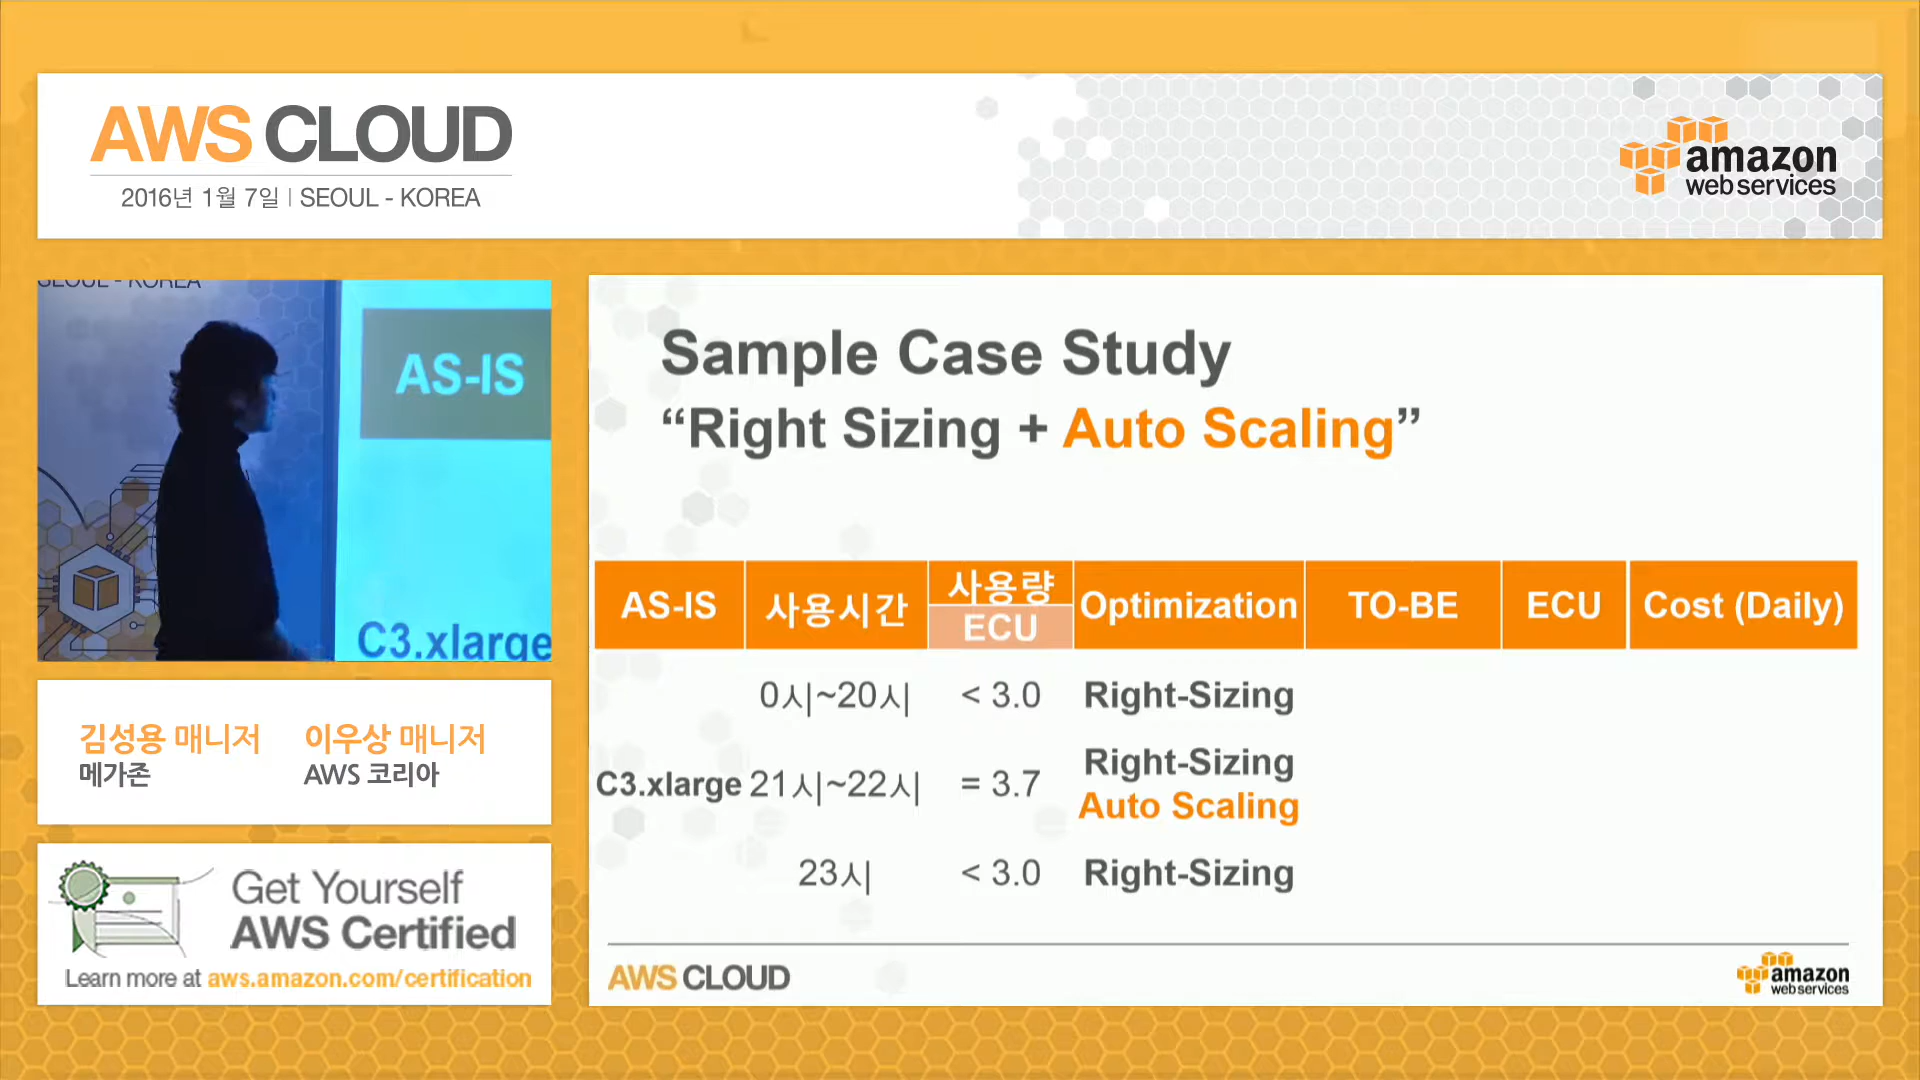 AWS CLOUD
2016년 1월 7일 | SEOUL - KOREA
amazon
web services
SEOUL - KOREA
AS-IS
C3.xlarge
김성용 매니저
메가존
이우상 매니저
AWS 코리아
Get Yourself
AWS Certified
Learn more at aws.amazon.com/certification
Sample Case Study
“Right Sizing + Auto Scaling”
AS-IS 사용시간 사용량 ECU Optimization TO-BE ECU Cost (Daily)
0시~20시 < 3.0 Right-Sizing
C3.xlarge 21시~22시 = 3.7 Right-Sizing
Auto Scaling
23시 < 3.0 Right-Sizing
AWS CLOUD
amazon
web services